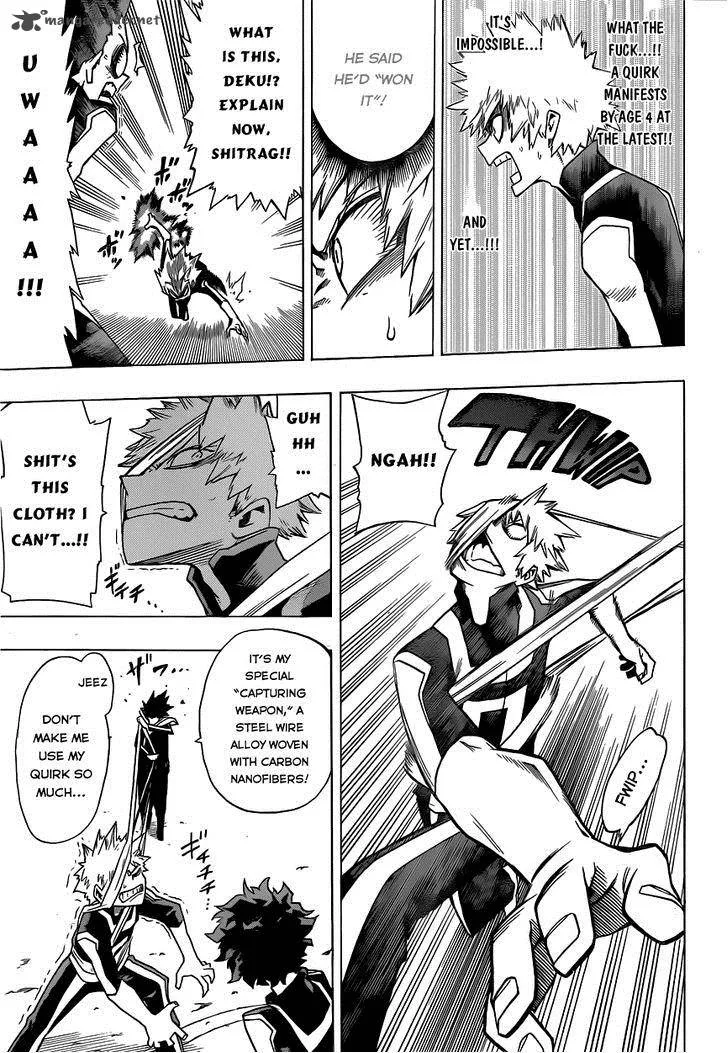 WHAT THE
FUCK...!!
A QUIRK
MANIFESTS
BY AGE 4 AT
THE LATEST!!
IT'S
IMPOSSIBLE...!
AND
YET...!!!
HE SAID
HE'D "WON
IT"!
WHAT
IS THIS,
DEKU!?
EXPLAIN
NOW,
SHITRAG!!
UWAAAAA!!!
THWIP
NGAH!!
FWIP...
GUH
HH
...
SHIT'S
THIS
CLOTH? I
CAN'T...!!
IT'S MY
SPECIAL
"CAPTURING
WEAPON," A
STEEL WIRE
ALLOY WOVEN
WITH CARBON
NANOFIBERS!
JEEZ
DON'T
MAKE ME
USE MY
QUIRK SO
MUCH...